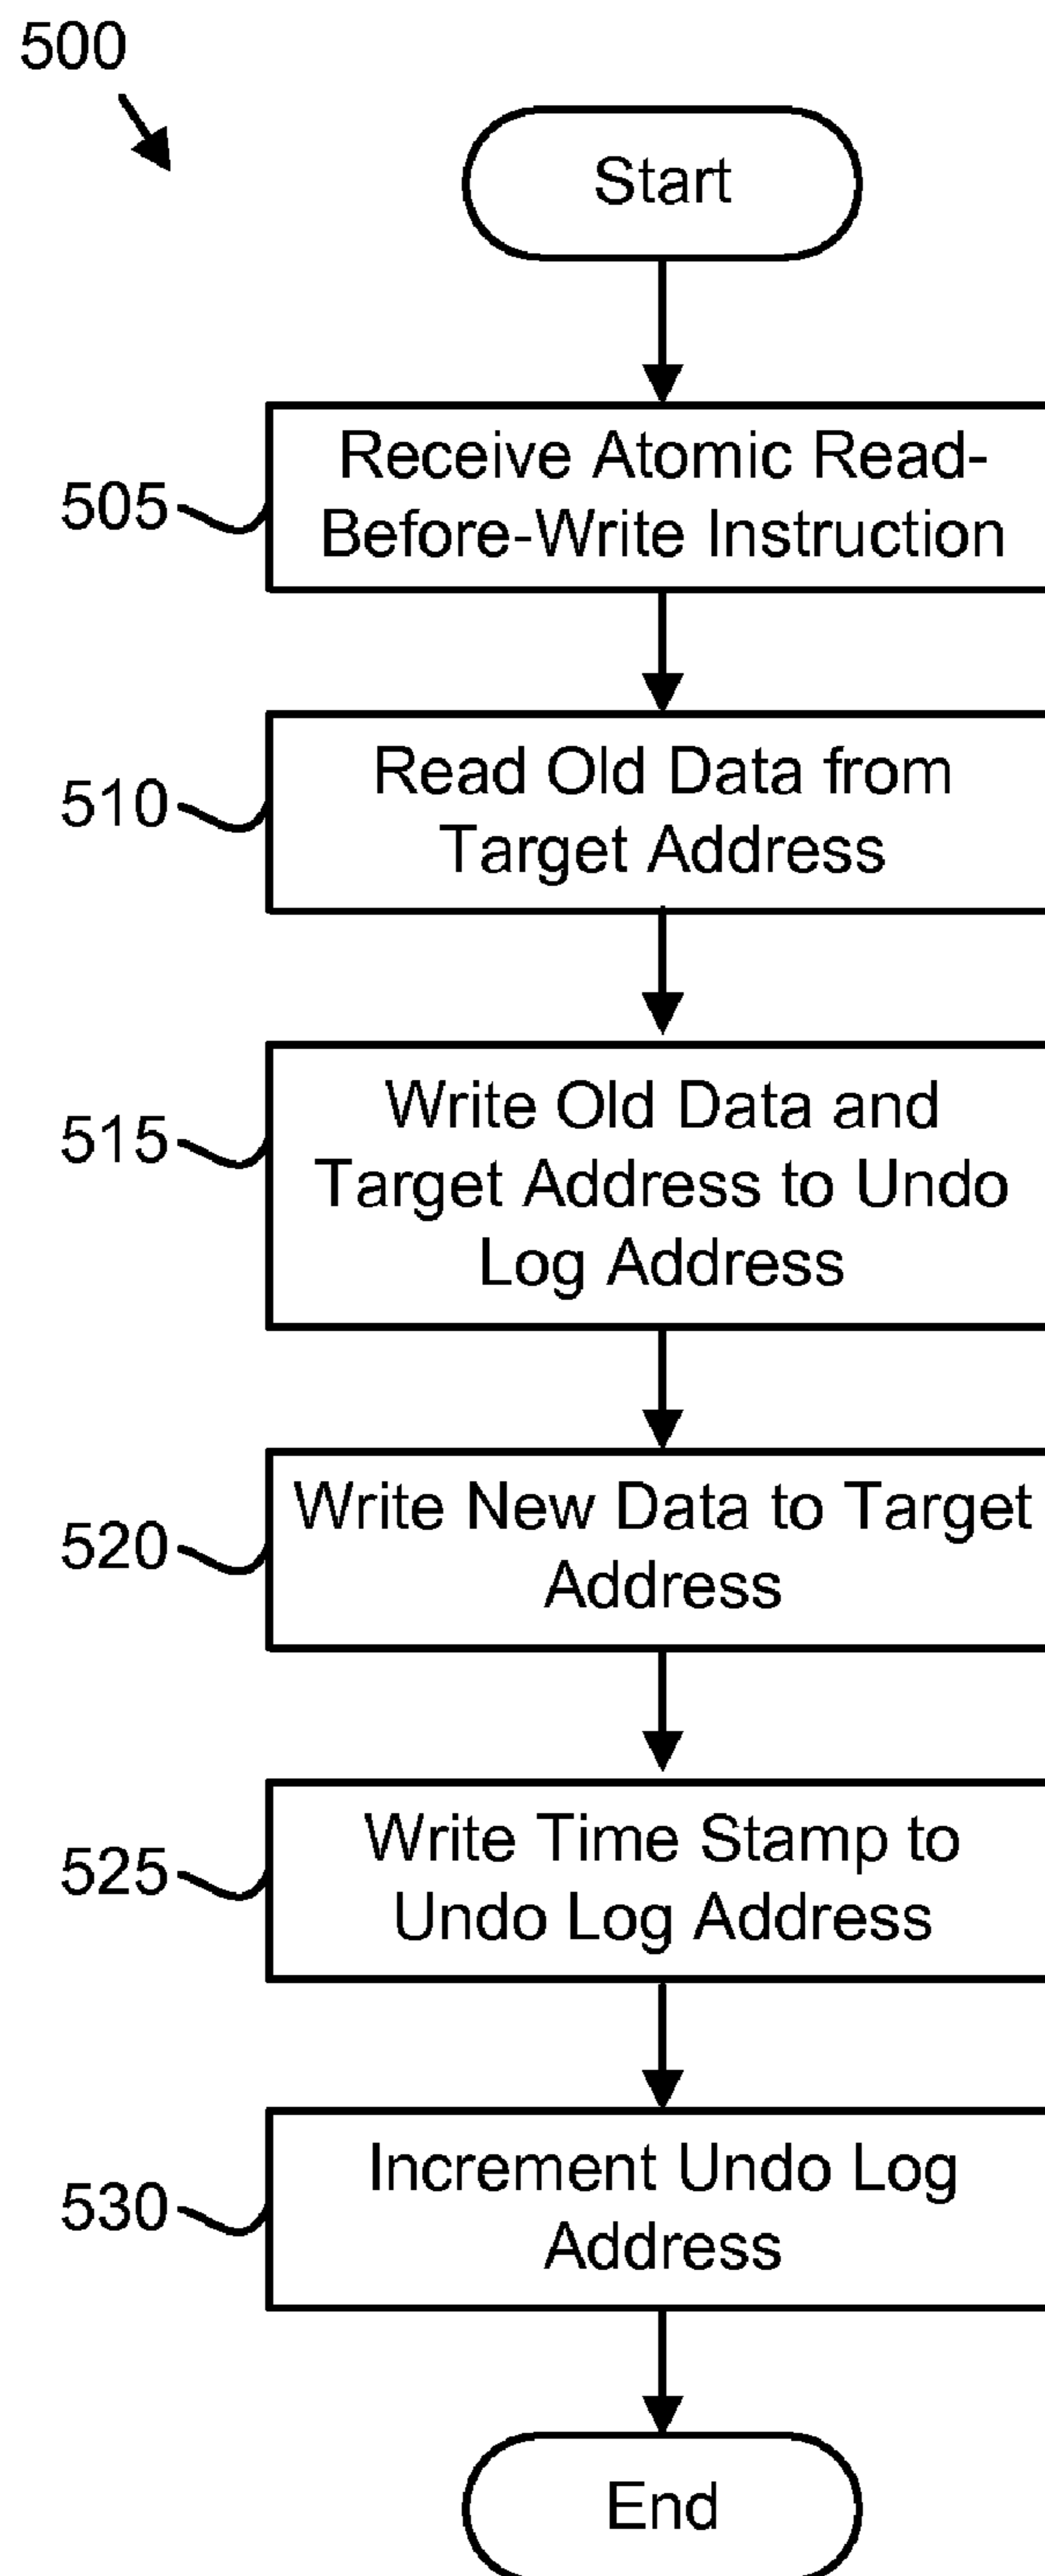 500
Start
505
Receive Atomic Read-
Before-Write Instruction
510
Read Old Data from
Target Address
515
Write Old Data and
Target Address to Undo
Log Address
520
Write New Data to Target
Address
525
Write Time Stamp to
Undo Log Address
530
Increment Undo Log
Address
End